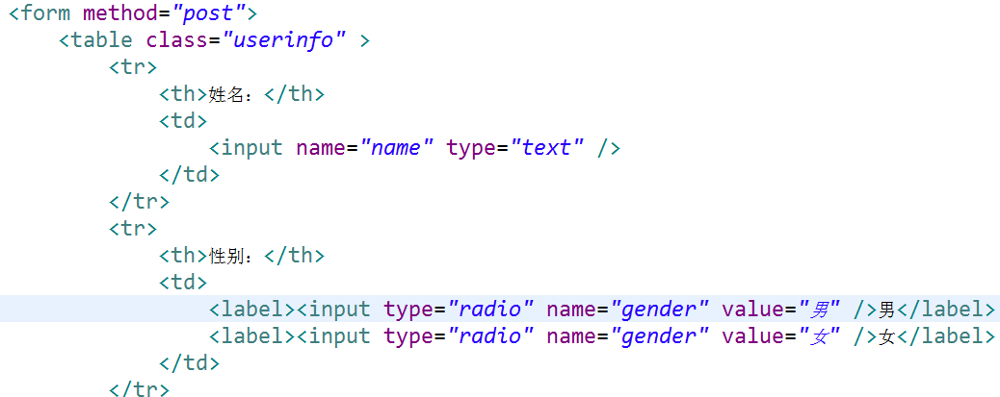 <form method="post">
<table class="userinfo" >
<tr>
<th>姓名：</th>
<td>
<input name="name" type="text" />
</td>
</tr>
<tr>
<th>性别：</th>
<td>
<label><input type="radio" name="gender" value="男" />男</label>
<label><input type="radio" name="gender" value="女" />女</label>
</td>
</tr>